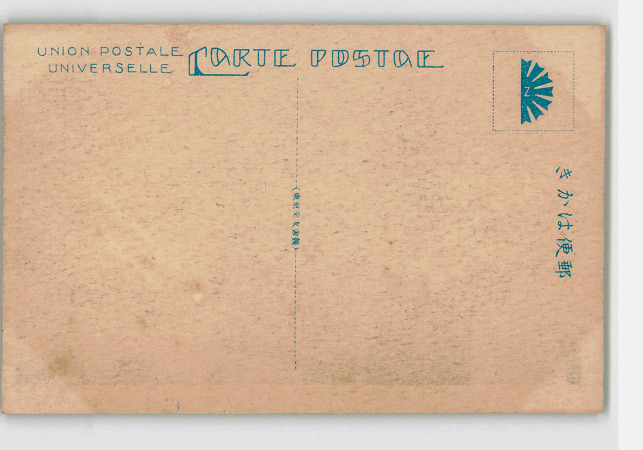 UNION POSTALE
UNIVERSELLE
CARTE POSTALE
Z
きかは便郵